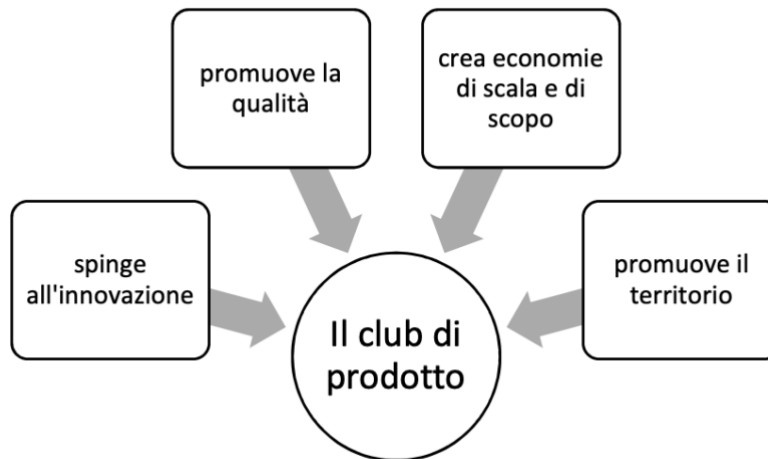 promuove la
qualità
crea economie
di scala e di
scopo
spinge
all'innovazione
promuove il
territorio
Il club di
prodotto